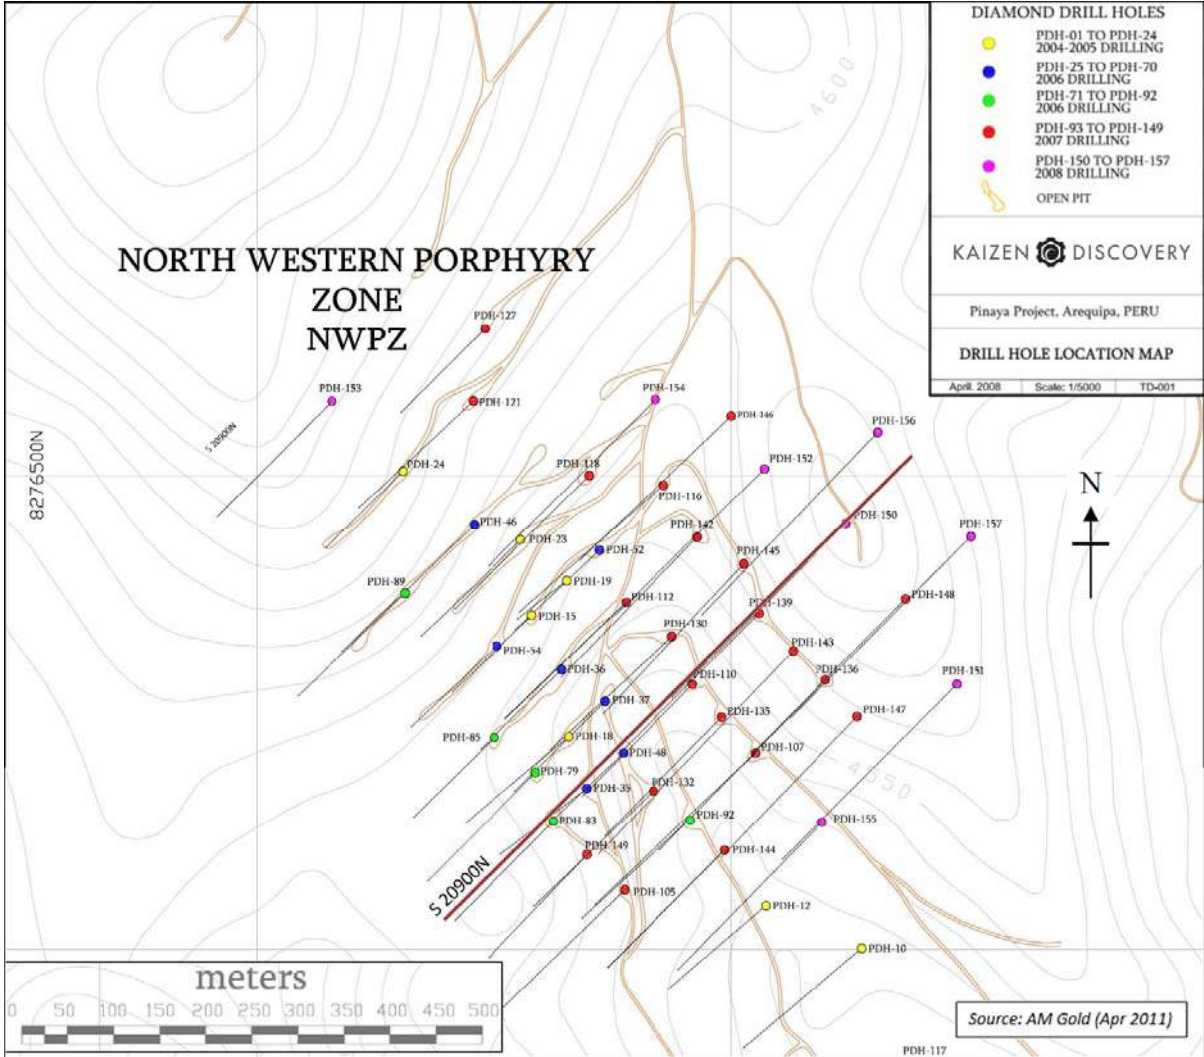 DIAMOND DRILL HOLES
PDH-01 TO PDH-24
2004-2005 DRILLING
PDH-25 TO PDH-70
2006 DRILLING
PDH-71 TO PDH-92
2006 DRILLING
PDH-93 TO PDH-149
2007 DRILLING
PDH-150 TO PDH-157
2008 DRILLING
OPEN PIT
KAIZEN DISCOVERY
Pinaya Project, Arequipa, PERU
DRILL HOLE LOCATION MAP
April. 2008 Scale: 1/5000 TD-001
4600
NORTH WESTERN PORPHYRY
ZONE
NWPZ
PDH-127
PDH-153
PDH-154
PDH-121
PDH-146
PDH-156
S 20900N
8276500N
PDH-24
PDH-118
PDH-152
PDH-116
N
PDH-46
PDH-23
PDH-142
PDH-150
PDH-157
PDH-52
PDH-145
PDH-89
PDH-19
PDH-112
PDH-148
PDH-15
PDH-139
PDH-130
PDH-54
PDH-143
PDH-36
PDH-136
PDH-110
PDH-151
PDH-37
PDH-135
PDH-147
PDH-85
PDH-18
PDH-48
PDH-107
PDH-79
4650
PDH-35
PDH-132
PDH-83
PDH-92
PDH-155
PDH-149
PDH-144
S 20900N
PDH-105
PDH-12
PDH-10
meters
0 50 100 150 200 250 300 350 400 450 500
Source: AM Gold (Apr 2011)
PDH-117